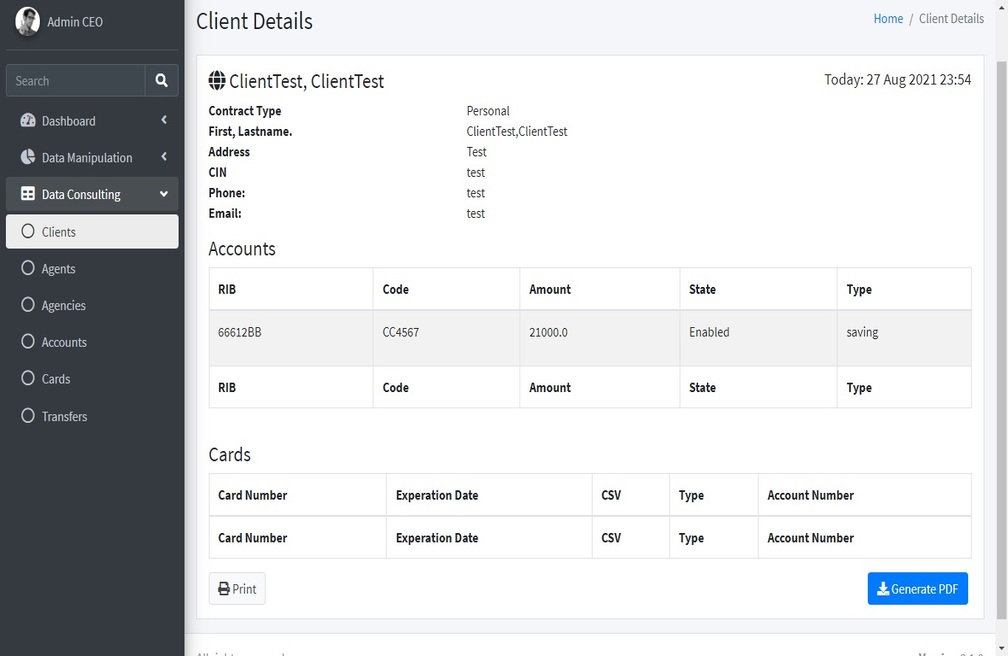 Admin CEO
Client Details
Home / Client Details
Search
Dashboard
Data Manipulation
Data Consulting
Clients
Agents
Agencies
Accounts
Cards
Transfers
ClientTest, ClientTest
Today: 27 Aug 2021 23:54
Contract Type Personal
First, Lastname. ClientTest,ClientTest
Address Test
CIN test
Phone: test
Email: test
Accounts
RIB Code Amount State Type
66612BB CC4567 21000.0 Enabled saving
RIB Code Amount State Type
Cards
Card Number Experation Date CSV Type Account Number
Card Number Experation Date CSV Type Account Number
Print
Generate PDF